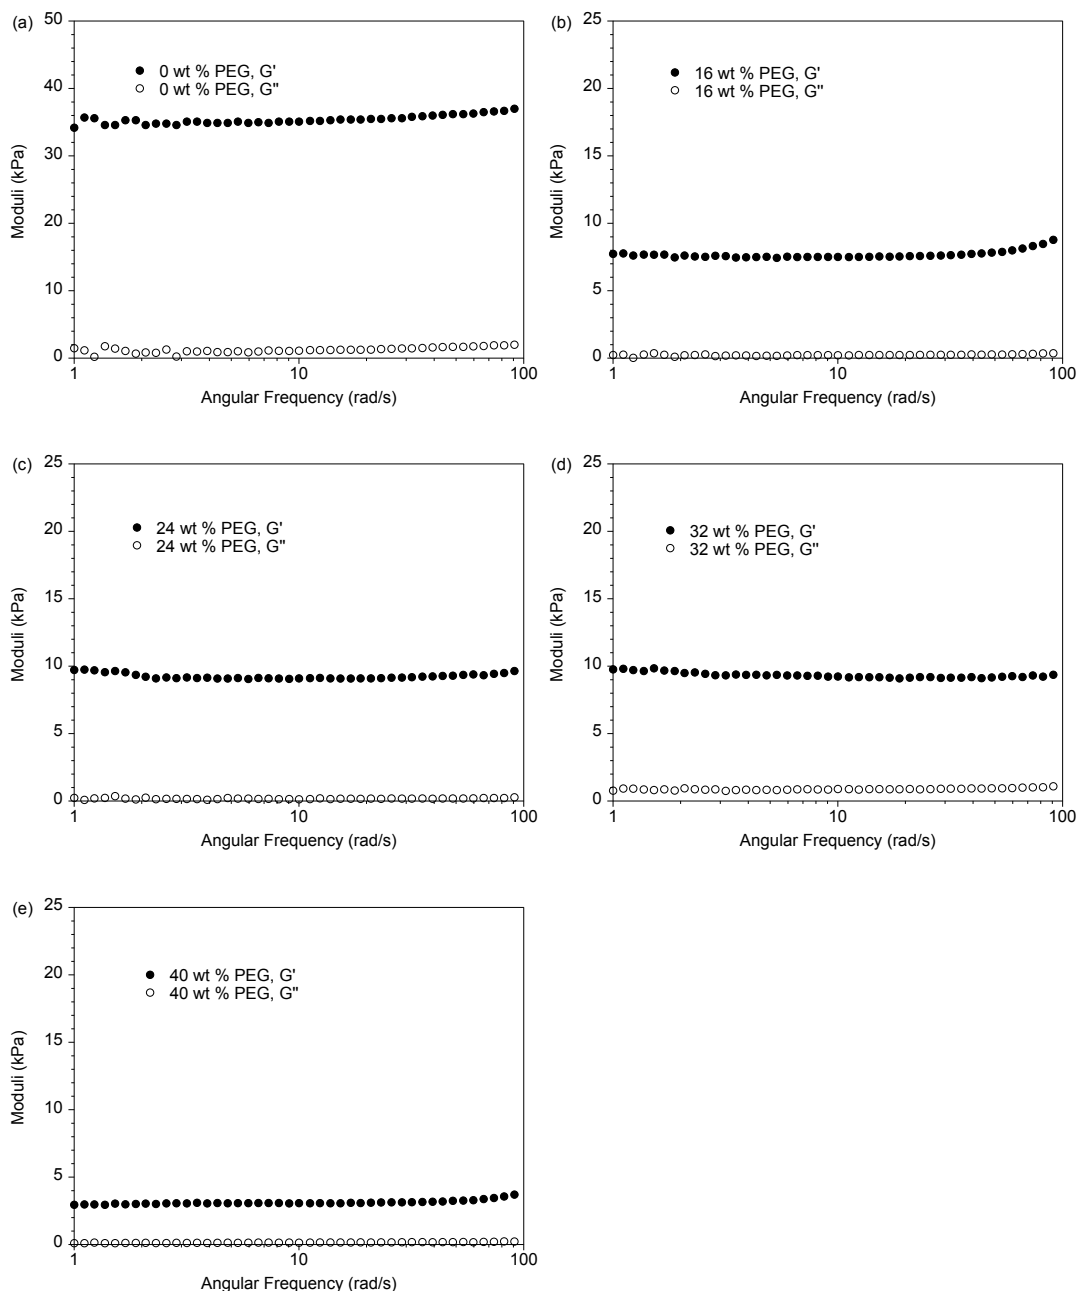 (a)
50
40
30
20
10
0
Moduli (kPa)
0 wt % PEG, G'
0 wt % PEG, G"
1
10
100
Angular Frequency (rad/s)
(b)
25
20
15
10
5
0
Moduli (kPa)
16 wt % PEG, G'
16 wt % PEG, G"
1
10
100
Angular Frequency (rad/s)
(c)
25
20
15
10
5
0
Moduli (kPa)
24 wt % PEG, G'
24 wt % PEG, G"
1
10
100
Angular Frequency (rad/s)
(d)
25
20
15
10
5
0
Moduli (kPa)
32 wt % PEG, G'
32 wt % PEG, G"
1
10
100
Angular Frequency (rad/s)
(e)
25
20
15
10
5
0
Moduli (kPa)
40 wt % PEG, G'
40 wt % PEG, G"
1
10
100
Angular Frequency (rad/s)